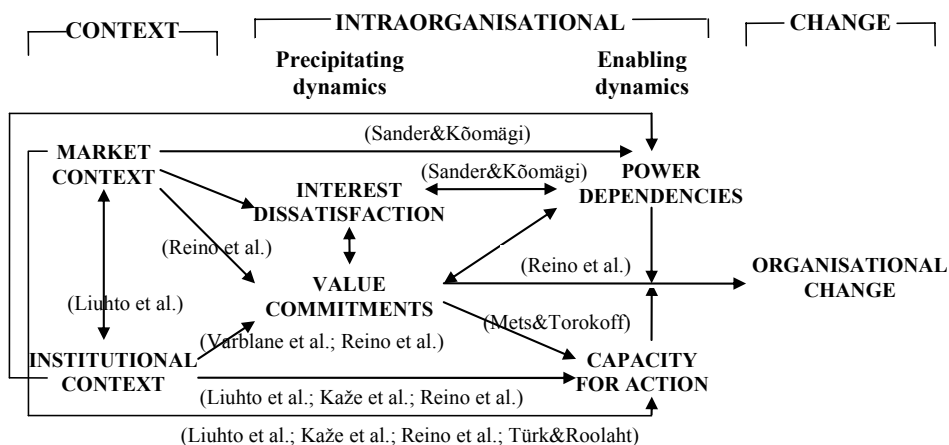 CONTEXT
INTRAORGANISATIONAL
CHANGE
Precipitating
dynamics
Enabling
dynamics
(Sander&Kõomägi)
MARKET
CONTEXT
(Sander&Kõomägi)
POWER
DEPENDENCIES
INTEREST
DISSATISFACTION
(Reino et al.)
(Reino et al.)
ORGANISATIONAL
CHANGE
VALUE
COMMITMENTS
(Liuhto et al.)
(Mets&Torokoff)
(Varblane et al.; Reino et al.)
INSTITUTIONAL
CONTEXT
CAPACITY
FOR ACTION
(Liuhto et al.; Kaže et al.; Reino et al.)
(Liuhto et al.; Kaže et al.; Reino et al.; Türk&Roolaht)